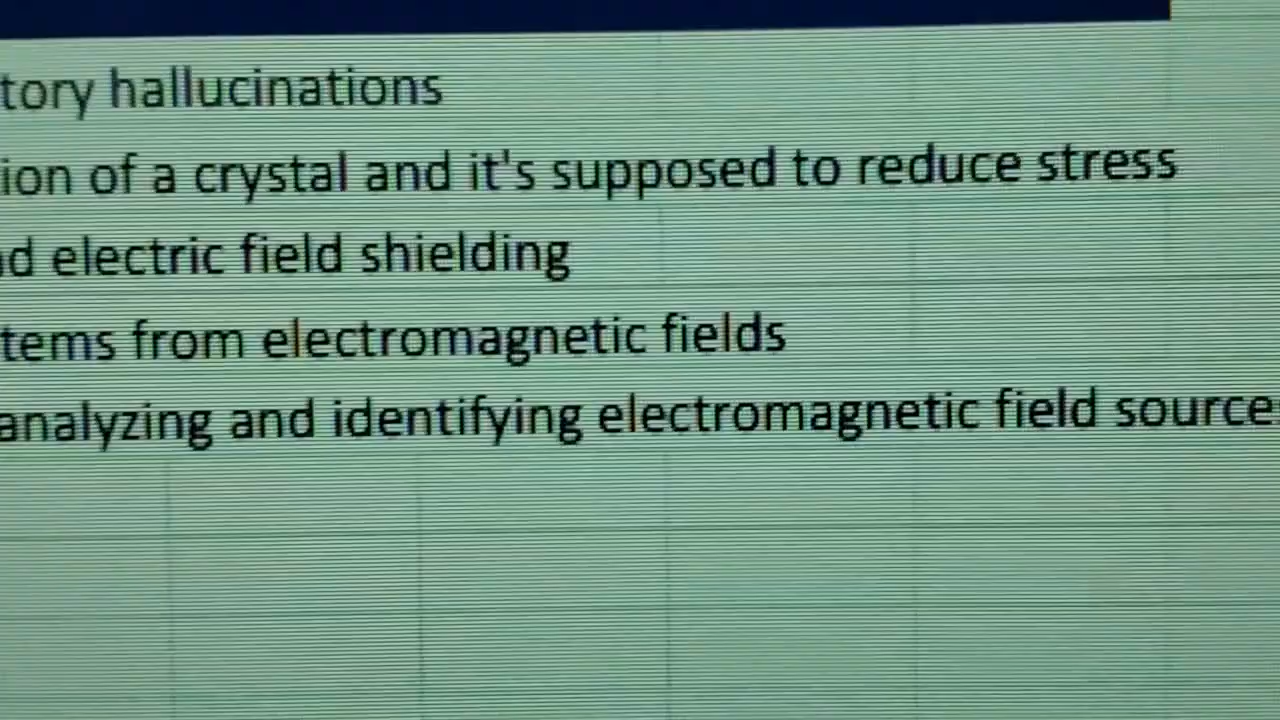 tory hallucinations
ion of a crystal and it's supposed to reduce stress
d electric field shielding
tems from electromagnetic fields
analyzing and identifying electromagnetic field source